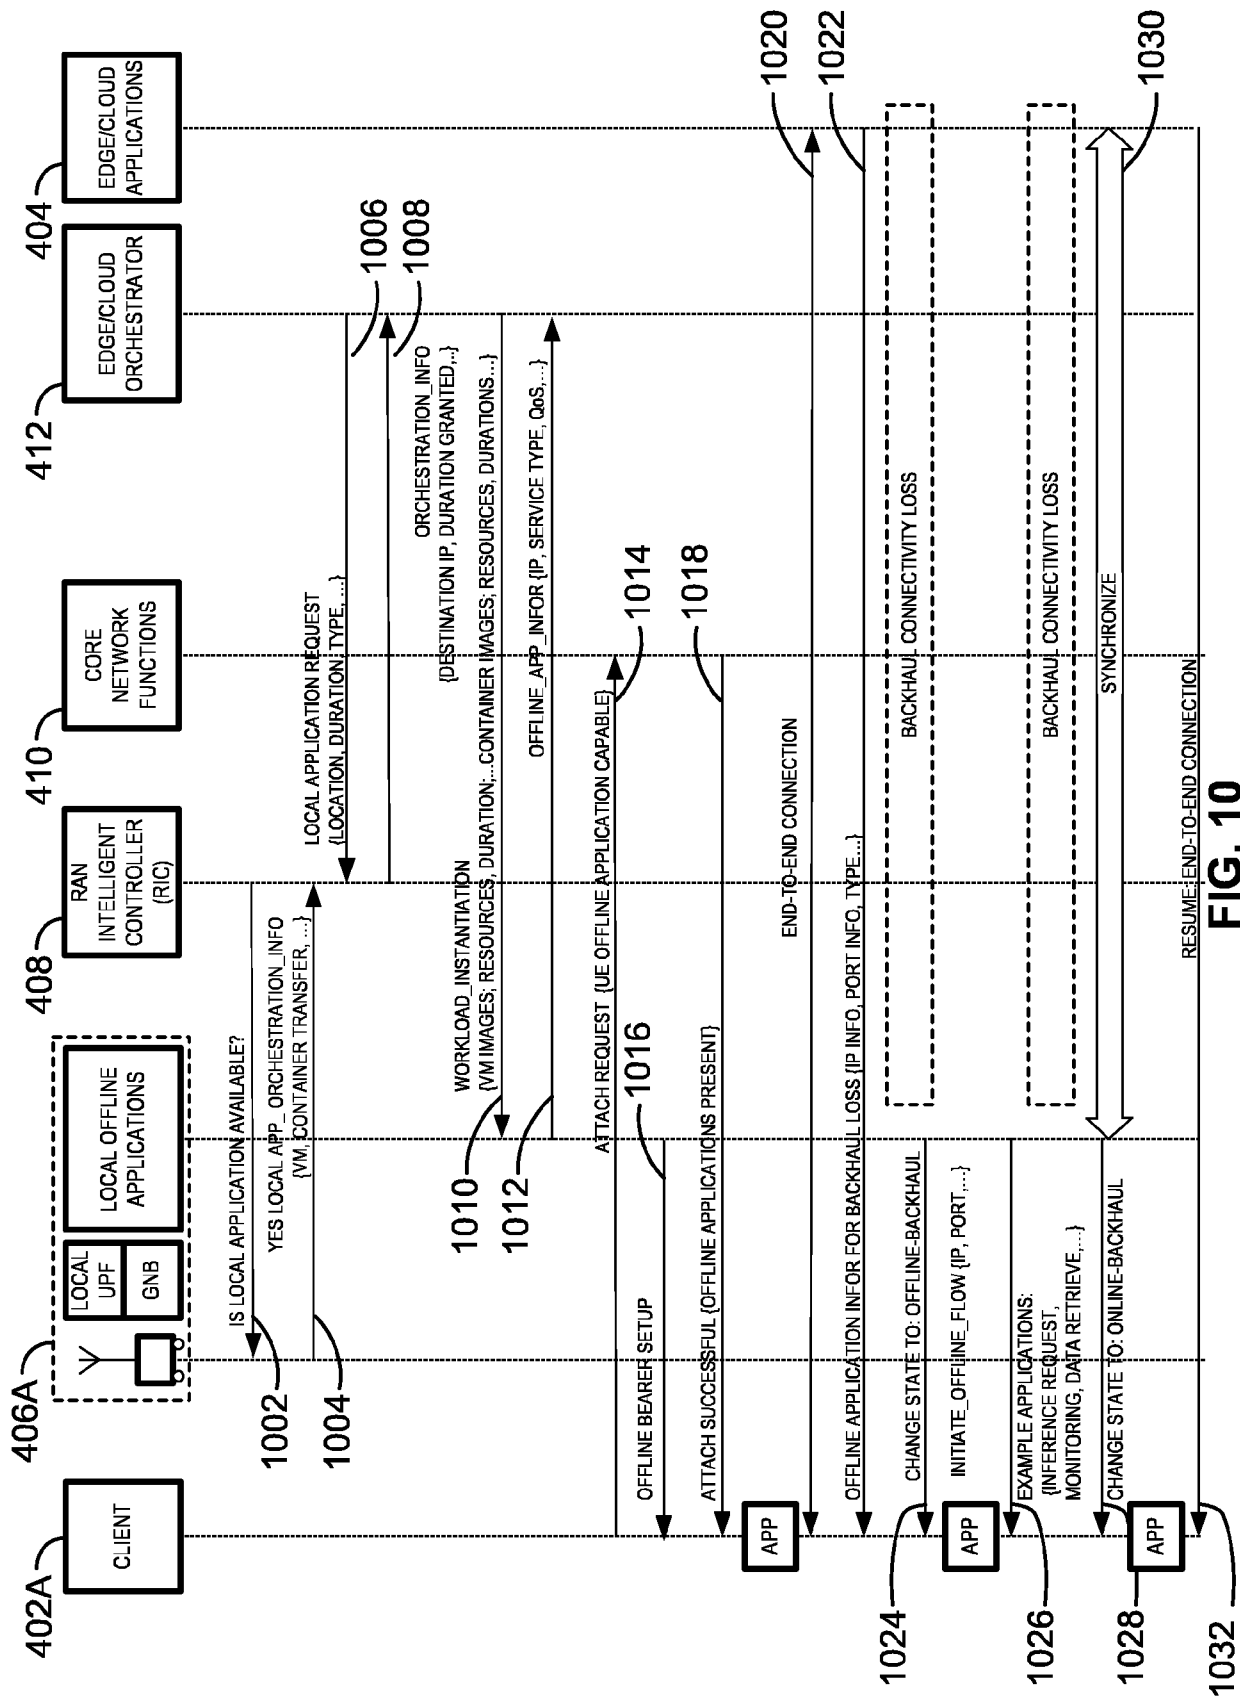 402A
CLIENT
406A
LOCAL
UPF
GNB
LOCAL OFFLINE
APPLICATIONS
408
RAN
INTELLIGENT
CONTROLLER
(RIC)
410
CORE
NETWORK
FUNCTIONS
412
EDGE/CLOUD
ORCHESTRATOR
404
EDGE/CLOUD
APPLICATIONS
IS LOCAL APPLICATION AVAILABLE?
1002
YES LOCAL APP_ ORCHESTRATION_INFO
{VM, CONTAINER TRANSFER, ...}
1004
LOCAL APPLICATION REQUEST
{LOCATION, DURATION, TYPE, ...}
1006
1008
ORCHESTRATION_INFO
{DESTINATION IP, DURATION GRANTED,..}
WORKLOAD_INSTANTIATION
{VM IMAGES; RESOURCES, DURATION;...CONTAINER IMAGES; RESOURCES, DURATIONS...}
1010
OFFLINE_APP_INFOR {IP, SERVICE TYPE, QoS,...}
1012
ATTACH REQUEST {UE OFFLINE APPLICATION CAPABLE}
1014
OFFLINE BEARER SETUP
1016
ATTACH SUCCESSFUL {OFFLINE APPLICATIONS PRESENT}
1018
APP
END-TO-END CONNECTION
1020
OFFLINE APPLICATION INFOR FOR BACKHAUL LOSS {IP INFO, PORT INFO, TYPE...}
1022
BACKHAUL CONNECTIVITY LOSS
CHANGE STATE TO: OFFLINE-BACKHAUL
1024
APP
INITIATE_OFFLINE_FLOW {IP, PORT,...}
EXAMPLE APPLICATIONS:
{INFERENCE REQUEST,
MONITORING, DATA RETRIEVE,...}
1026
BACKHAUL CONNECTIVITY LOSS
SYNCHRONIZE
1030
CHANGE STATE TO: ONLINE-BACKHAUL
1028
APP
RESUME: END-TO-END CONNECTION
1032
FIG. 10